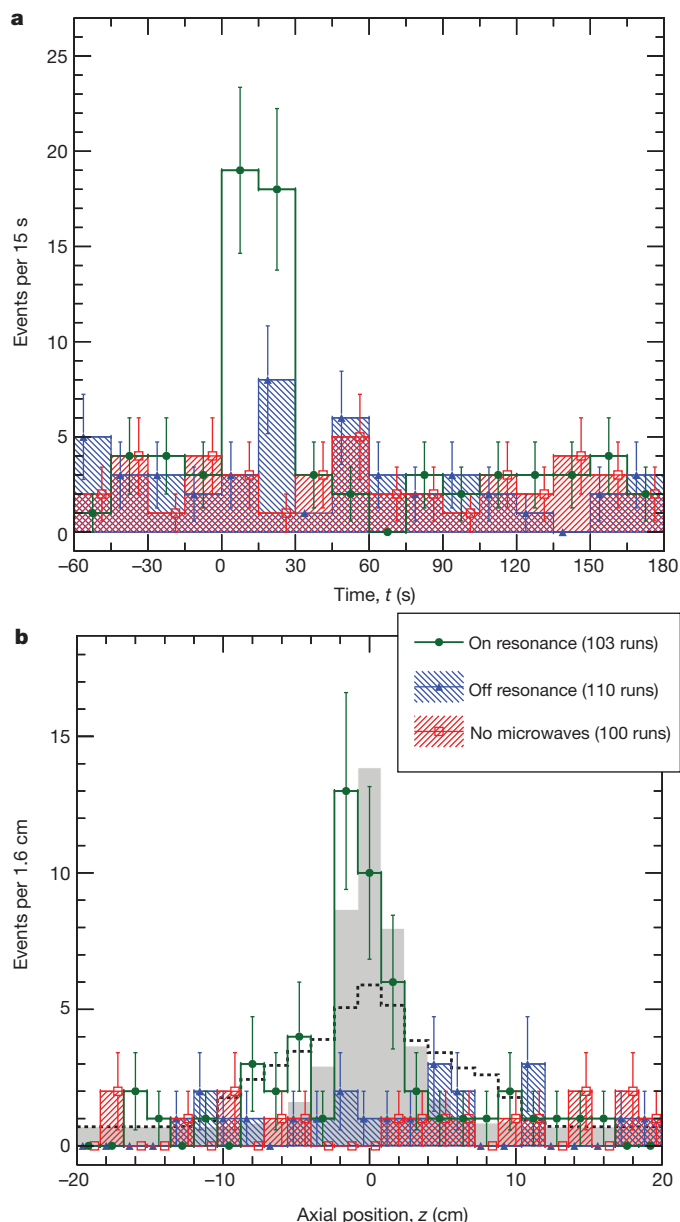 a
25
20
15
10
5
0
Events per 15 s
–60 –30 0 30 60 90 120 150 180
Time, t (s)
b
On resonance (103 runs)
Off resonance (110 runs)
No microwaves (100 runs)
15
10
5
0
Events per 1.6 cm
–20 –10 0 10 20
Axial position, z (cm)